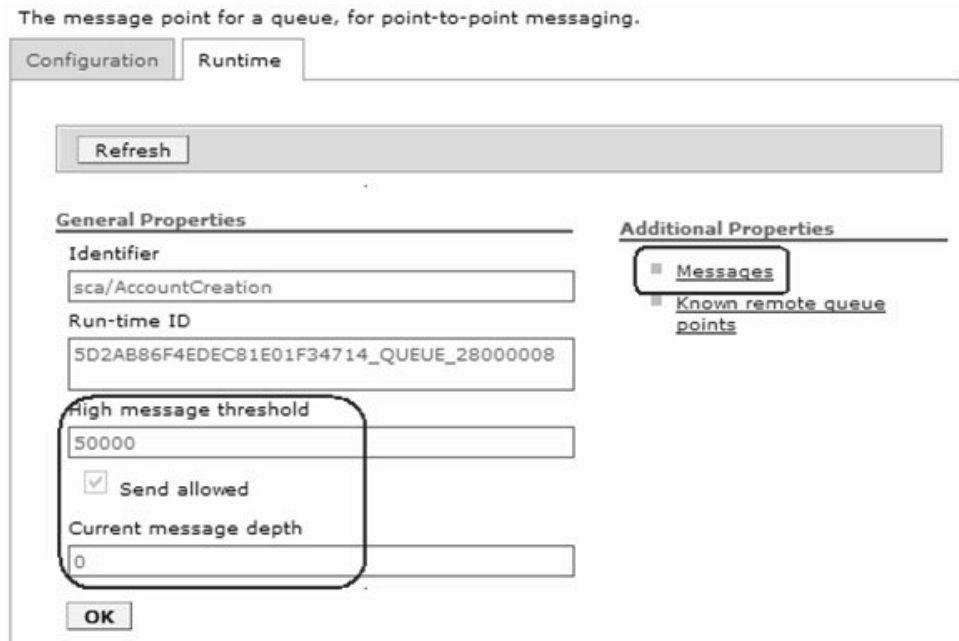 The message point for a queue, for point-to-point messaging.
Configuration
Runtime
Refresh
General Properties
Identifier
sca/AccountCreation
Run-time ID
5D2AB86F4EDEC81E01F34714_QUEUE_28000008
High message threshold
50000
Send allowed
Current message depth
0
OK
Additional Properties
Messages
Known remote queue
points